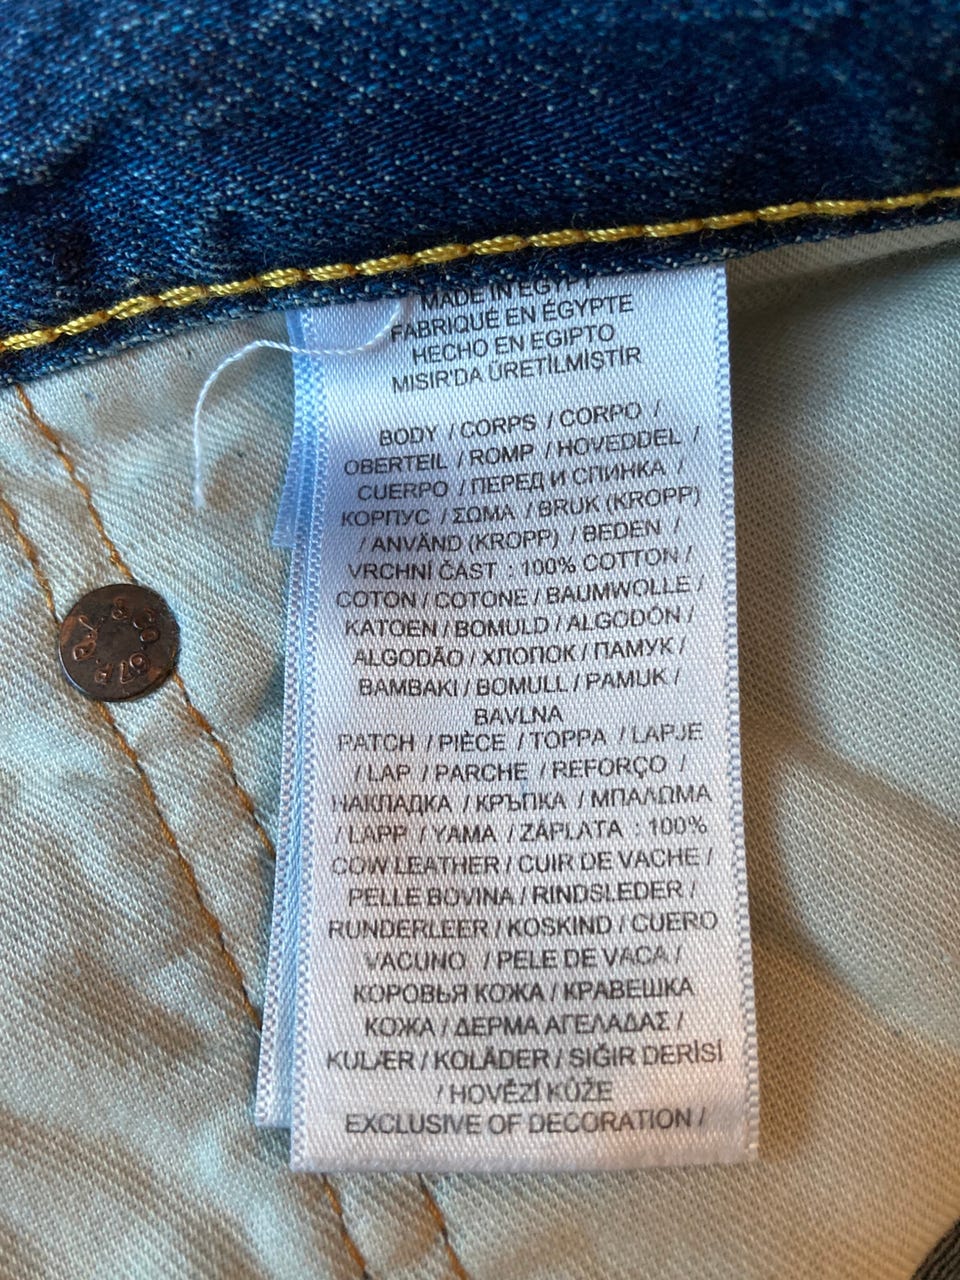 MADE IN EGYPT
FABRIQUÉ EN ÉGYPTE
HECHO EN EGIPTO
MISIR'DA ÜRETİLMİŞTİR
BODY / CORPS / CORPO /
OBERTEIL / ROMP / HOVEDDEL /
CUERPO / ПЕРЕД И СПИНКА /
КОРПУС / ΣΩΜΑ / BRUK (KROPP)
/ ANVÄND (KROPP) / BEDEN /
VRCHNÍ ČÁST : 100% COTTON /
COTON / COTONE / BAUMWOLLE /
KATOEN / BOMULD / ALGODÓN /
ALGODÃO / ХЛОПОК / ПАМУК /
BAMBAKI / BOMULL / PAMUK /
BAVLNA
PATCH / PIÈCE / TOPPA / LAPJE
/ LAP / PARCHE / REFORÇO /
НАКЛАДКА / КРЪПКА / ΜΠΑΛΩΜΑ
/ LAPP / YAMA / ZÁPLATA : 100%
COW LEATHER / CUIR DE VACHE /
PELLE BOVINA / RINDSLEDER /
RUNDERLEER / KOSKIND / CUERO
VACUNO / PELE DE VACA /
КОРОВЬЯ КОЖА / КРАВЕШКА
КОЖА / ΔΕΡΜΑ ΑΓΕΛΑΔΑΣ /
KULÆR / KOLÄDER / SIĞIR DERİSİ
/ HOVĚZÍ KŮŽE
EXCLUSIVE OF DECORATION /
& CO